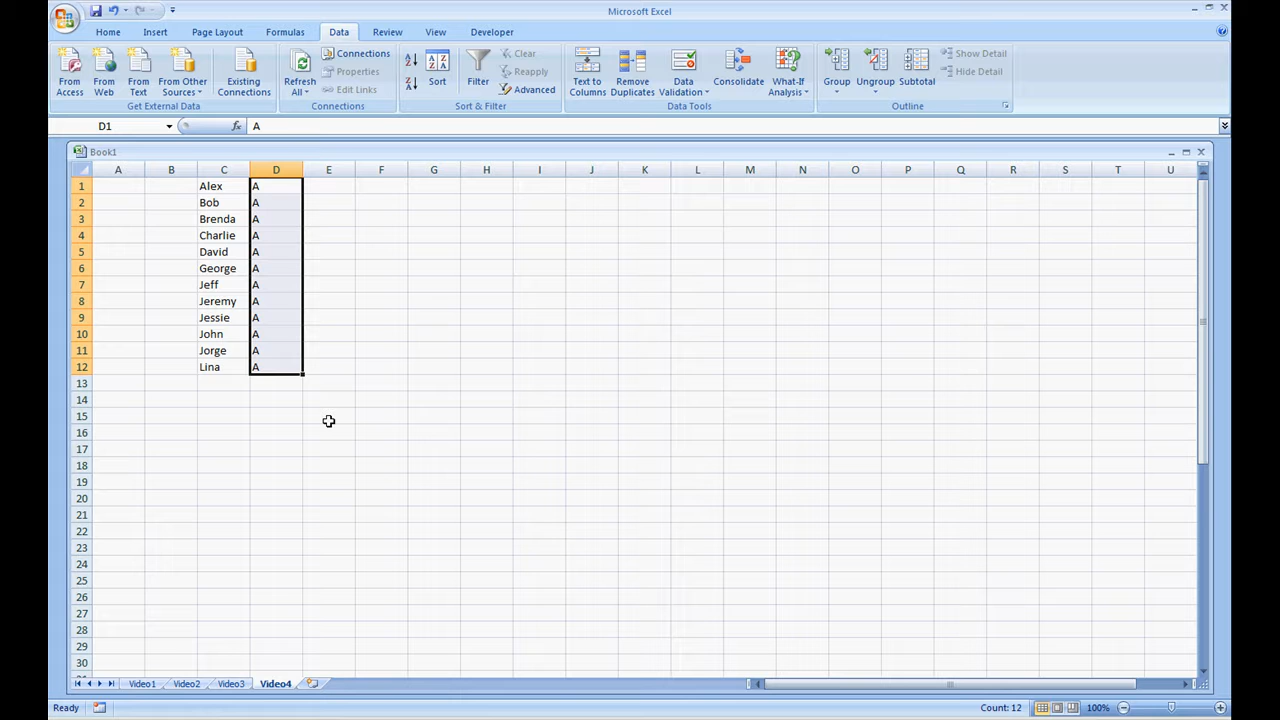 Microsoft Excel
Home Insert Page Layout Formulas Data Review View Developer
From Access
From Web
From Text
From Other Sources
Existing Connections
Get External Data
Refresh All
Connections
Properties
Edit Links
Connections
Sort
Filter
Clear
Reapply
Advanced
Sort & Filter
Text to Columns
Remove Duplicates
Data Validation
Consolidate
What-If Analysis
Data Tools
Group
Ungroup
Subtotal
Show Detail
Hide Detail
Outline
D1 fx A
Book1
A B C D E F G H I J K L M N O P Q R S T U
1 Alex A
2 Bob A
3 Brenda A
4 Charlie A
5 David A
6 George A
7 Jeff A
8 Jeremy A
9 Jessie A
10 John A
11 Jorge A
12 Lina A
13
14
15
16
17
18
19
20
21
22
23
24
25
26
27
28
29
30
Video1 Video2 Video3 Video4
Ready Count: 12 100%